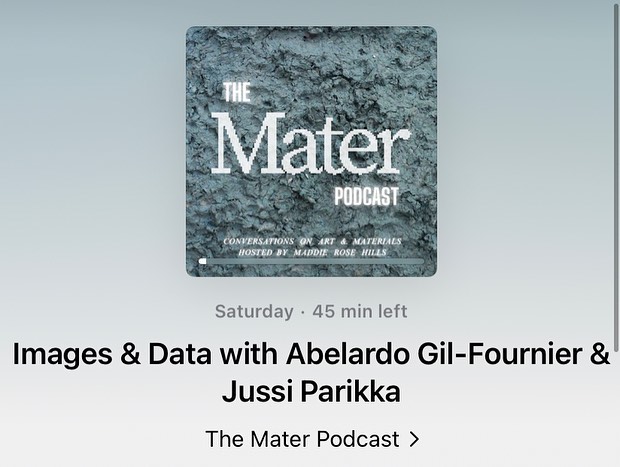 THE
Mater
PODCAST
CONVERSATIONS ON ART & MATERIALS
HOSTED BY MADDIE ROSE HILLS
Saturday · 45 min left
Images & Data with Abelardo Gil-Fournier &
Jussi Parikka
The Mater Podcast >